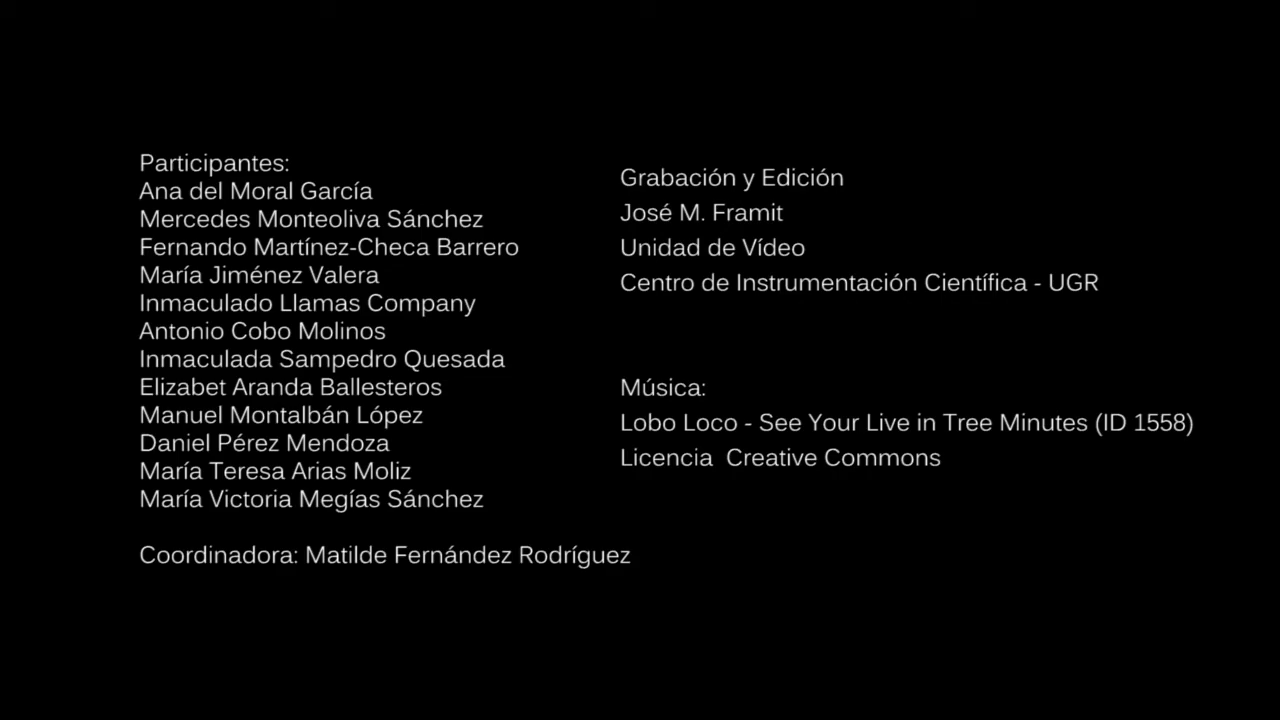 Participantes:
Ana del Moral García
Mercedes Monteoliva Sánchez
Fernando Martínez-Checa Barrero
María Jiménez Valera
Inmaculado Llamas Company
Antonio Cobo Molinos
Inmaculada Sampedro Quesada
Elizabet Aranda Ballesteros
Manuel Montalbán López
Daniel Pérez Mendoza
María Teresa Arias Moliz
María Victoria Megías Sánchez
Coordinadora: Matilde Fernández Rodríguez
Grabación y Edición
José M. Framit
Unidad de Vídeo
Centro de Instrumentación Científica - UGR
Música:
Lobo Loco - See Your Live in Tree Minutes (ID 1558)
Licencia  Creative Commons